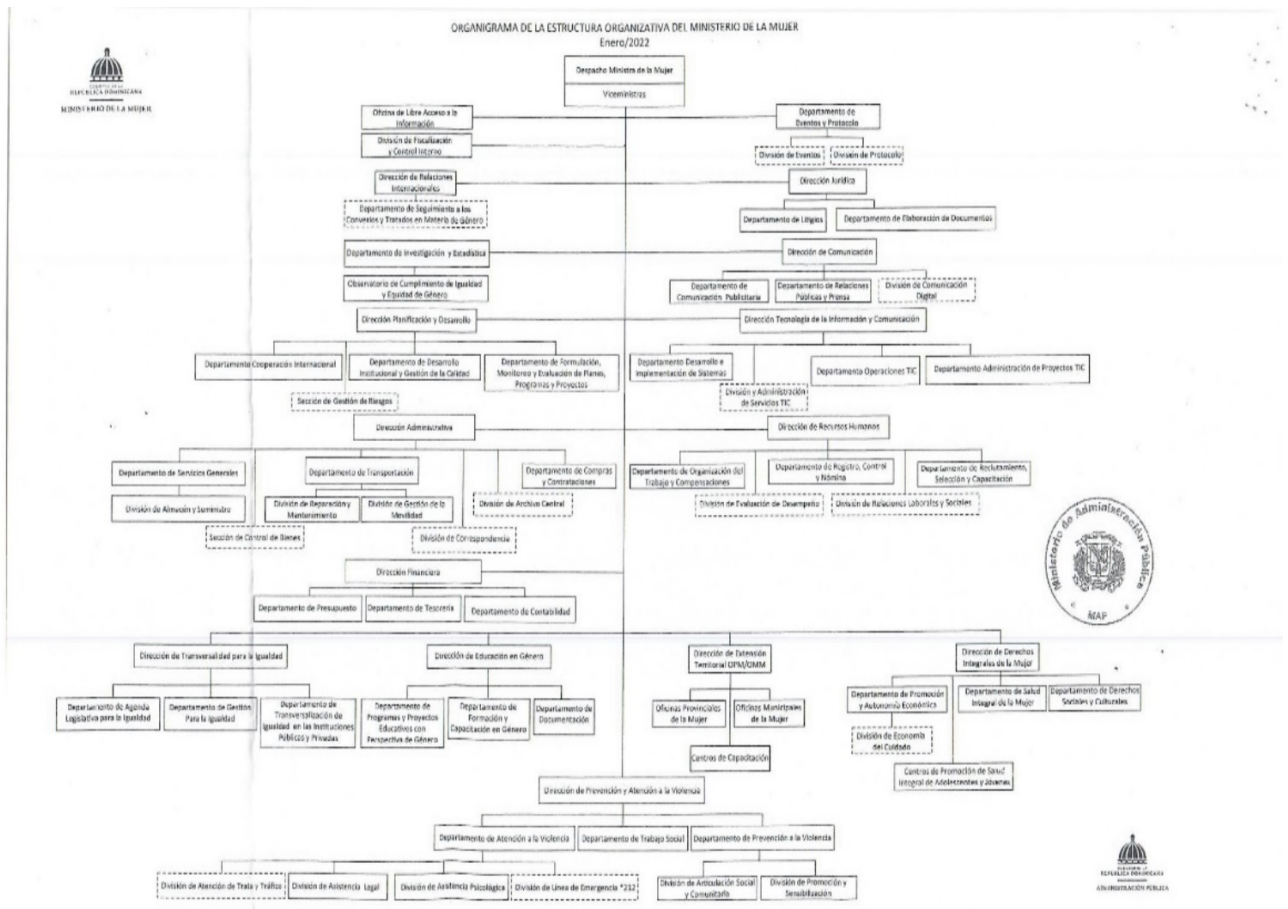 ORGANIGRAMA DE LA ESTRUCTURA ORGANIZATIVA DEL MINISTERIO DE LA MUJER
Enero/2022
REPÚBLICA DOMINICANA
MINISTERIO DE LA MUJER
Despacho Ministra de la Mujer
Viceministras
Oficina de Libre Acceso a la
Información
Departamento de
Eventos y Protocolo
División de Fiscalización
y Control Interno
División de Eventos
División de Protocolo
Dirección de Relaciones
Internacionales
Dirección Jurídica
Departamento de Seguimiento a los
Convenios y Tratados en Materia de Género
Departamento de Litigios
Departamento de Elaboración de Documentos
Departamento de Investigación y Estadística
Dirección de Comunicación
Observatorio de Cumplimiento de Igualdad
y Equidad de Género
Departamento de
Comunicación Publicitaria
Departamento de Relaciones
Públicas y Prensa
División de Comunicación
Digital
Dirección Planificación y Desarrollo
Dirección Tecnología de la Información y Comunicación
Departamento Cooperación Internacional
Departamento de Desarrollo
Institucional y Gestión de la Calidad
Departamento de Formulación,
Monitoreo y Evaluación de Planes,
Programas y Proyectos
Departamento Desarrollo e
Implementación de Sistemas
Departamento Operaciones TIC
Departamento Administración de Proyectos TIC
Sección de Gestión de Riesgos
División y Administración
de Servicios TIC
Dirección Administrativa
Dirección de Recursos Humanos
Departamento de Servicios Generales
Departamento de Transportación
Departamento de Compras
y Contrataciones
Departamento de Organización del
Trabajo y Compensaciones
Departamento de Registro, Control
y Nómina
Departamento de Reclutamiento,
Selección y Capacitación
División de Almacén y Suministro
División de Reparación y
Mantenimiento
División de Gestión de la
Movilidad
División de Archivo Central
División de Evaluación de Desempeño
División de Relaciones Laborales y Sociales
Sección de Control de Bienes
División de Correspondencia
Ministerio de Administración Pública
MAP
Dirección Financiera
Departamento de Presupuesto
Departamento de Tesorería
Departamento de Contabilidad
Dirección de Transversalidad para la Igualdad
Dirección de Educación en Género
Dirección de Extensión
Territorial OPM/OMM
Dirección de Derechos
Integrales de la Mujer
Departamento de Agenda
Legislativa para la Igualdad
Departamento de Gestión
Para la Igualdad
Departamento de
Transversalización de
Igualdad en las Instituciones
Públicas y Privadas
Departamento de
Programas y Proyectos
Educativos con
Perspectiva de Género
Departamento de
Formación y
Capacitación en Género
Departamento de
Documentación
Oficinas Provinciales
de la Mujer
Oficinas Municipales
de la Mujer
Departamento de Promoción
y Autonomía Económica
Departamento de Salud
Integral de la Mujer
Departamento de Derechos
Sociales y Culturales
División de Economía
del Cuidado
Centros de Capacitación
Centros de Promoción de Salud
Integral de Adolescentes y Jóvenes
Dirección de Prevención y Atención a la Violencia
Departamento de Atención a la Violencia
Departamento de Trabajo Social
Departamento de Prevención a la Violencia
División de Atención de Trata y Tráfico
División de Asistencia Legal
División de Asistencia Psicológica
División de Línea de Emergencia *212
División de Articulación Social
y Comunitaria
División de Promoción y
Sensibilización
REPÚBLICA DOMINICANA
ADMINISTRACIÓN PÚBLICA